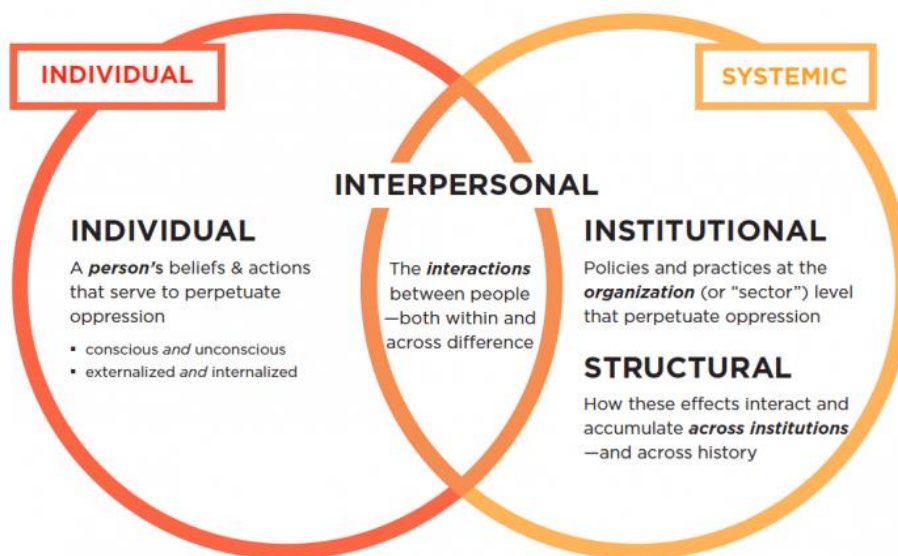 INDIVIDUAL
SYSTEMIC
INTERPERSONAL
INDIVIDUAL
A person's beliefs & actions
that serve to perpetuate
oppression
▪ conscious and unconscious
▪ externalized and internalized
The interactions
between people
—both within and
across difference
INSTITUTIONAL
Policies and practices at the
organization (or “sector”) level
that perpetuate oppression
STRUCTURAL
How these effects interact and
accumulate across institutions
—and across history